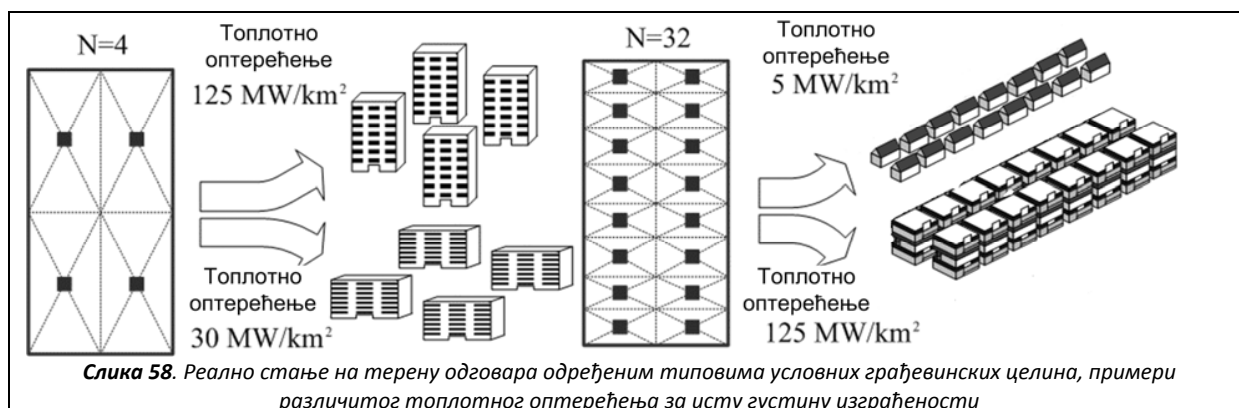 N=4
Топлотно
оптерећење
125 MW/km²
Топлотно
оптерећење
30 MW/km²
N=32
Топлотно
оптерећење
5 MW/km²
Топлотно
оптерећење
125 MW/km²
Слика 58. Реално стање на терену одговара одређеним типовима условних грађевинских целина, примери
различитог топлотног оптерећења за исту густину изграђености